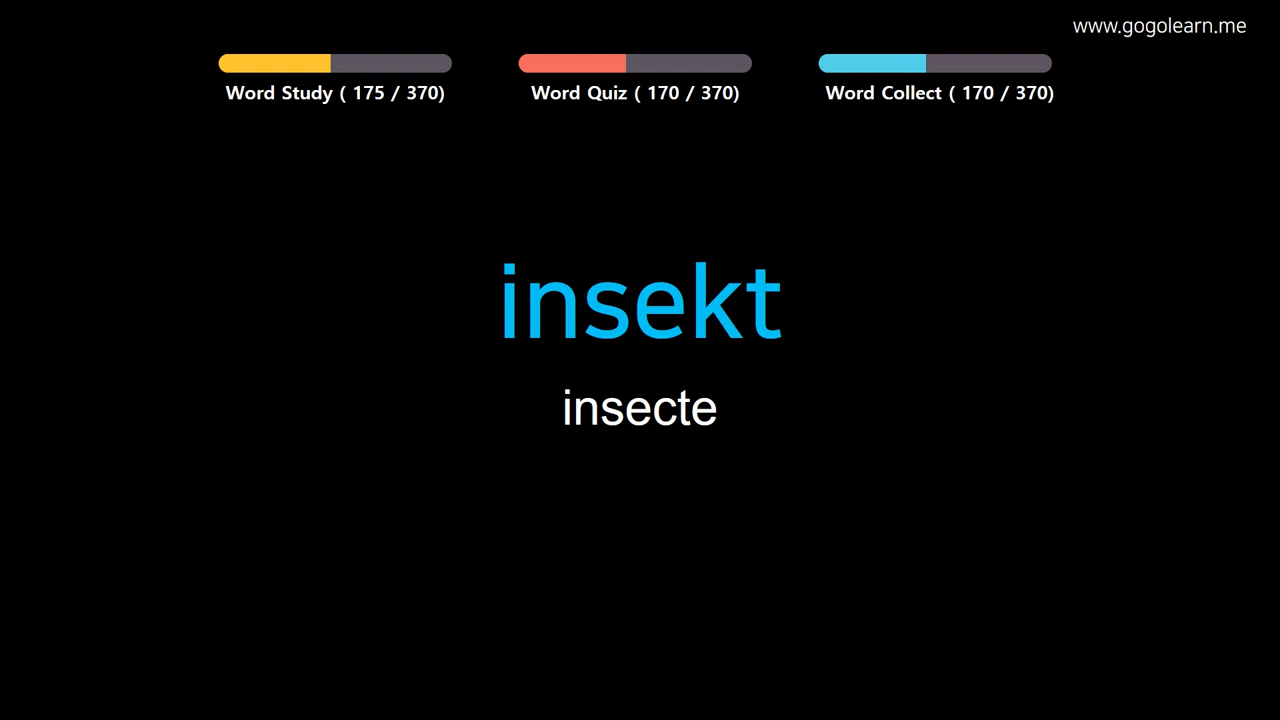 www.gogolearn.me
Word Study ( 175 / 370)
Word Quiz ( 170 / 370)
Word Collect ( 170 / 370)
insekt
insecte